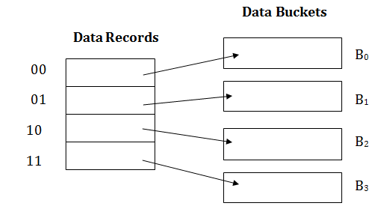 Data Buckets
Data Records
00
01
10
11
B0
B1
B2
B3